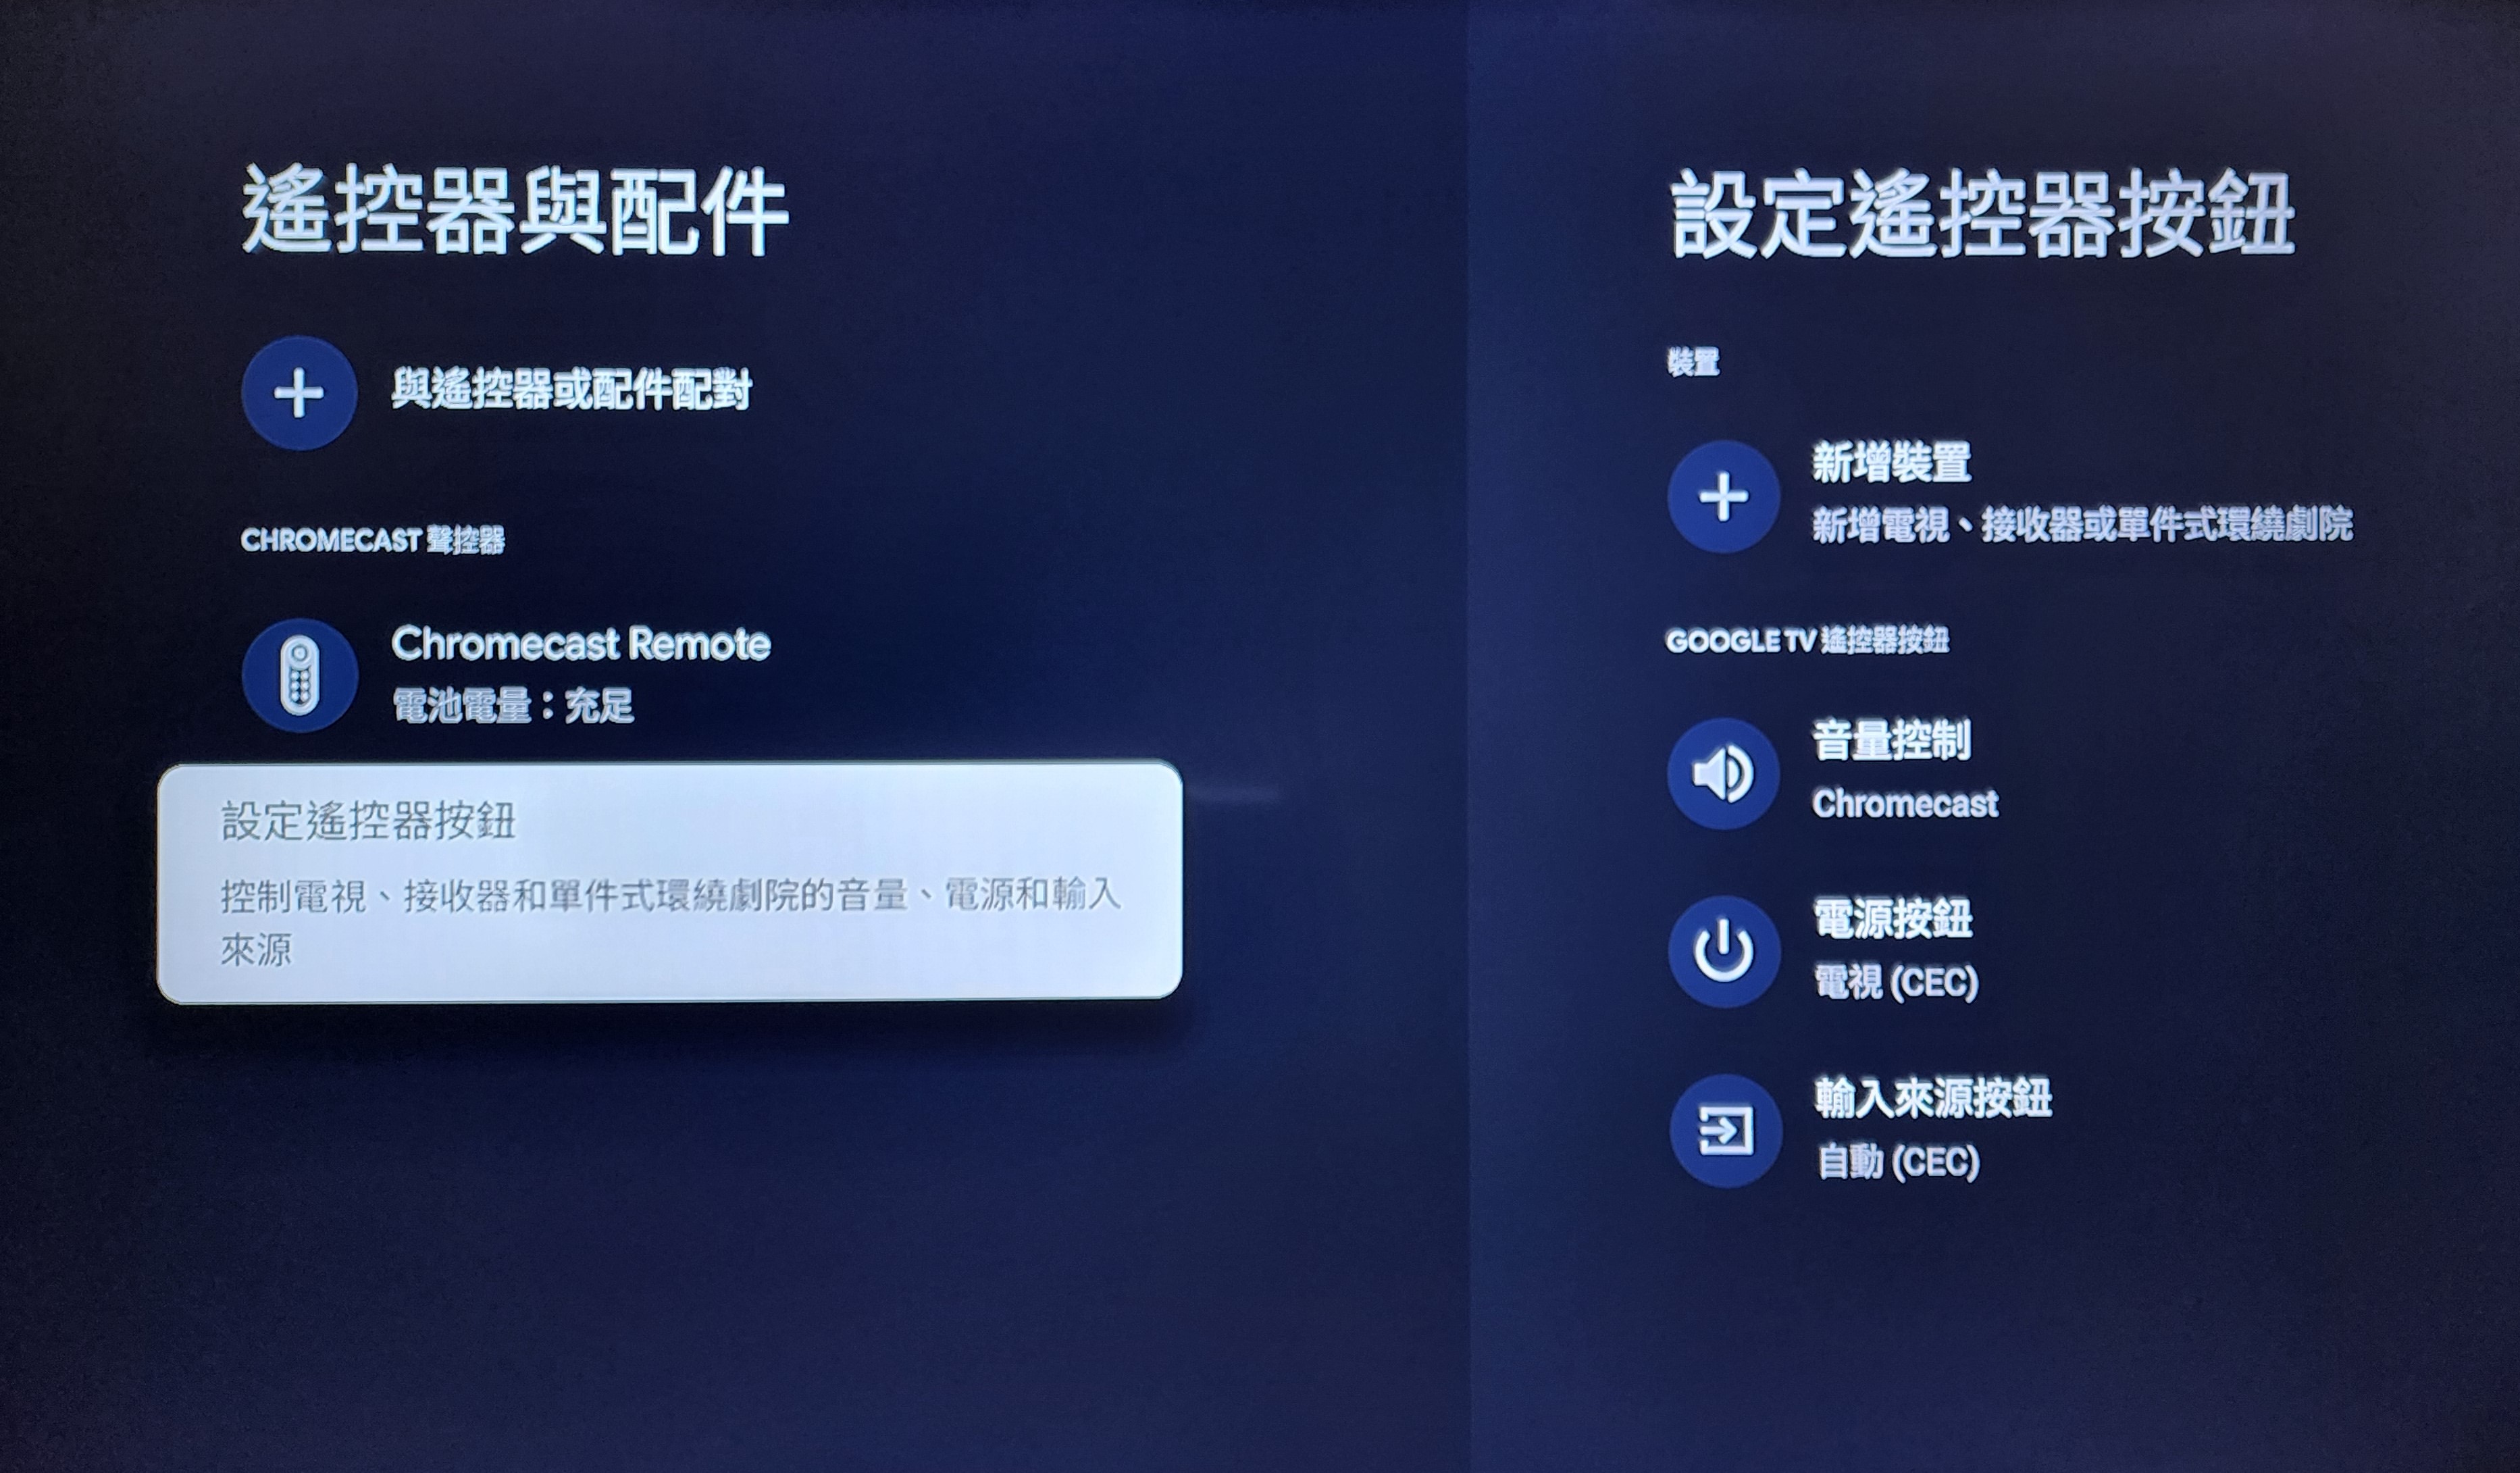 遙控器與配件
與遙控器或配件配對
CHROMECAST 聲控器
Chromecast Remote
電池電量：充足
設定遙控器按鈕
控制電視、接收器和單件式環繞劇院的音量、電源和輸入
來源
設定遙控器按鈕
裝置
新增裝置
新增電視、接收器或單件式環繞劇院
GOOGLE TV 遙控器按鈕
音量控制
Chromecast
電源按鈕
電視 (CEC)
輸入來源按鈕
自動 (CEC)